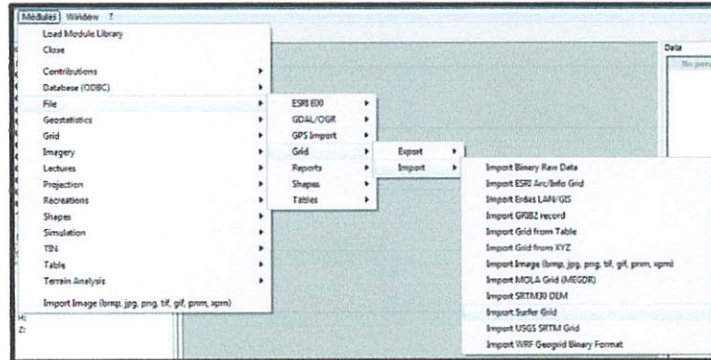 Modules Window ?
Load Module Library
Close
Contributions
Database (ODBC)
File
Geostatistics
Grid
Imagery
Lectures
Projection
Recreations
Shapes
Simulation
TIN
Table
Terrain Analysis
Import Image (bmp, jpg, png, tif, gif, pnm, xpm)
H:
Z:
ESRI E00
GDAL/OGR
GPS Import
Grid
Reports
Shapes
Tables
Export
Import
Import Binary Raw Data
Import ESRI Arc/Info Grid
Import Erdas LAN/GIS
Import GRIB2 record
Import Grid from Table
Import Grid from XYZ
Import Image (bmp, jpg, png, tif, gif, pnm, xpm)
Import MOLA Grid (MEGDR)
Import SRTM30 DEM
Import Surfer Grid
Import USGS SRTM Grid
Import WRF Geogrid Binary Format
Data